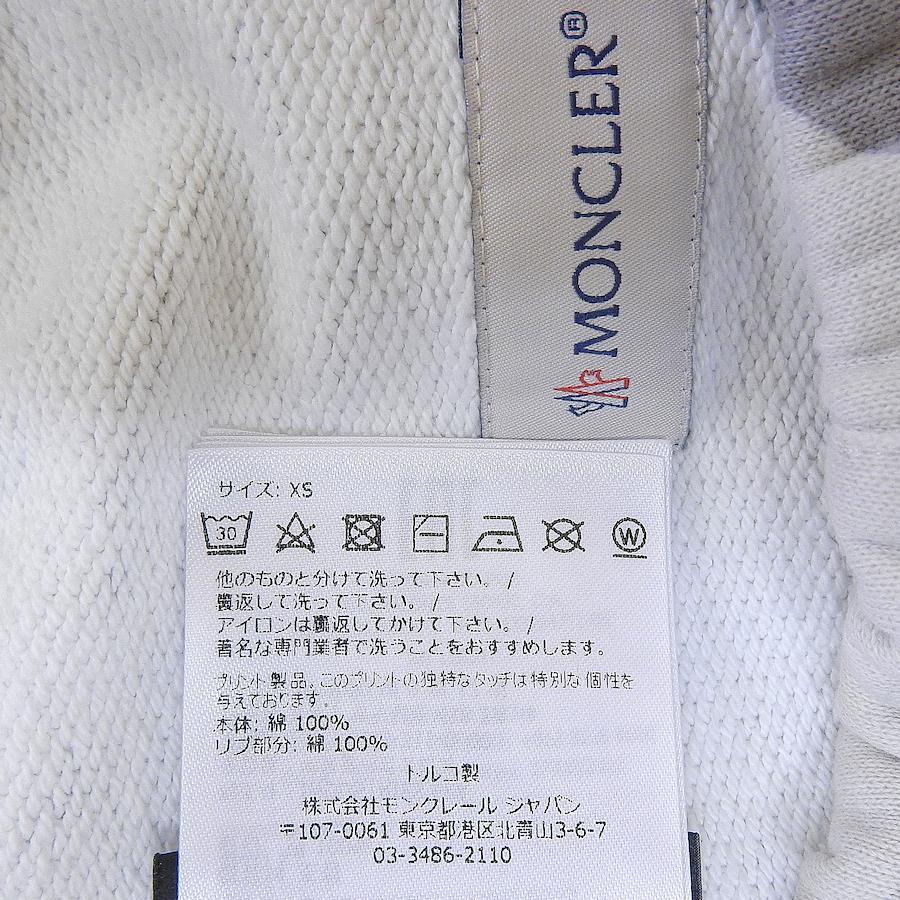 MONCLER®
サイズ: XS
30
W
他のものと分けて洗って下さい。 /
裏返して洗って下さい。 /
アイロンは裏返してかけて下さい。 /
著名な専門業者で洗うことをおすすめします。
プリント製品。このプリントの独特なタッチは特別な個性を
与えております。
本体: 綿 100%
リブ部分: 綿 100%
トルコ製
株式会社モンクレール ジャパン
〒107-0061 東京都港区北青山3-6-7
03-3486-2110